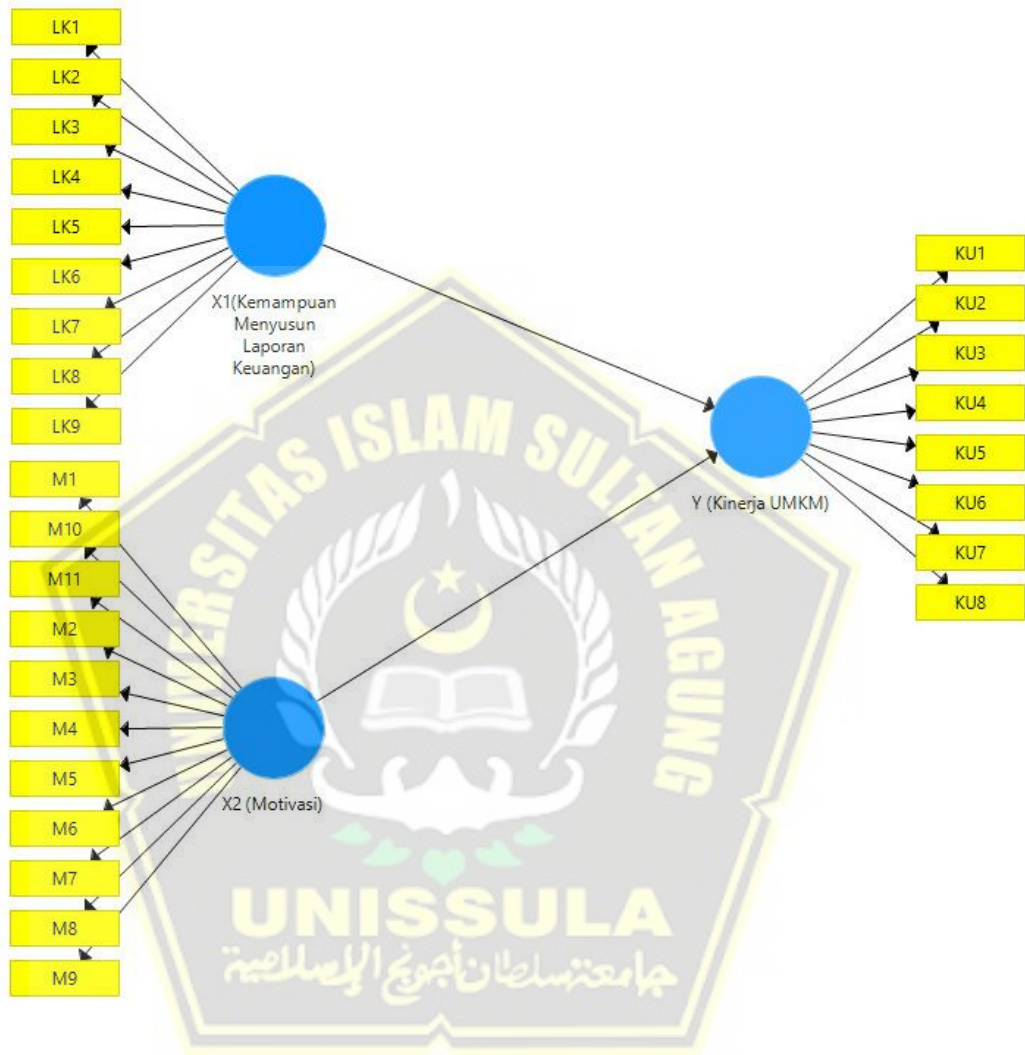 LK1
LK2
LK3
LK4
LK5
LK6
LK7
LK8
LK9
X1(Kemampuan
Menyusun
Laporan
Keuangan)
M1
M10
M11
M2
M3
M4
M5
M6
M7
M8
M9
X2 (Motivasi)
Y (Kinerja UMKM)
KU1
KU2
KU3
KU4
KU5
KU6
KU7
KU8
UNIVERSITAS ISLAM SULTAN AGUNG
UNISSULA
جامعة سلطان أجونج الإسلامية